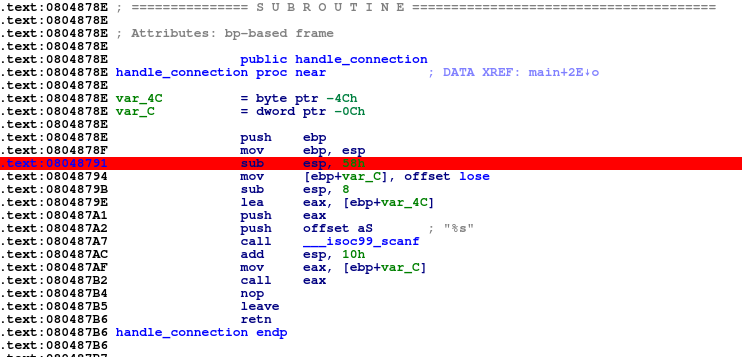 .text:0804878E ; =============== S U B R O U T I N E =======================================
.text:0804878E
.text:0804878E ; Attributes: bp-based frame
.text:0804878E
.text:0804878E                 public handle_connection
.text:0804878E handle_connection proc near             ; DATA XREF: main+2E↓o
.text:0804878E
.text:0804878E var_4C          = byte ptr -4Ch
.text:0804878E var_C           = dword ptr -0Ch
.text:0804878E
.text:0804878E                 push    ebp
.text:0804878F                 mov     ebp, esp
.text:08048791                 sub     esp, 58h
.text:08048794                 mov     [ebp+var_C], offset lose
.text:0804879B                 sub     esp, 8
.text:0804879E                 lea     eax, [ebp+var_4C]
.text:080487A1                 push    eax
.text:080487A2                 push    offset aS       ; "%s"
.text:080487A7                 call    ___isoc99_scanf
.text:080487AC                 add     esp, 10h
.text:080487AF                 mov     eax, [ebp+var_C]
.text:080487B2                 call    eax
.text:080487B4                 nop
.text:080487B5                 leave
.text:080487B6                 retn
.text:080487B6 handle_connection endp
.text:080487B6